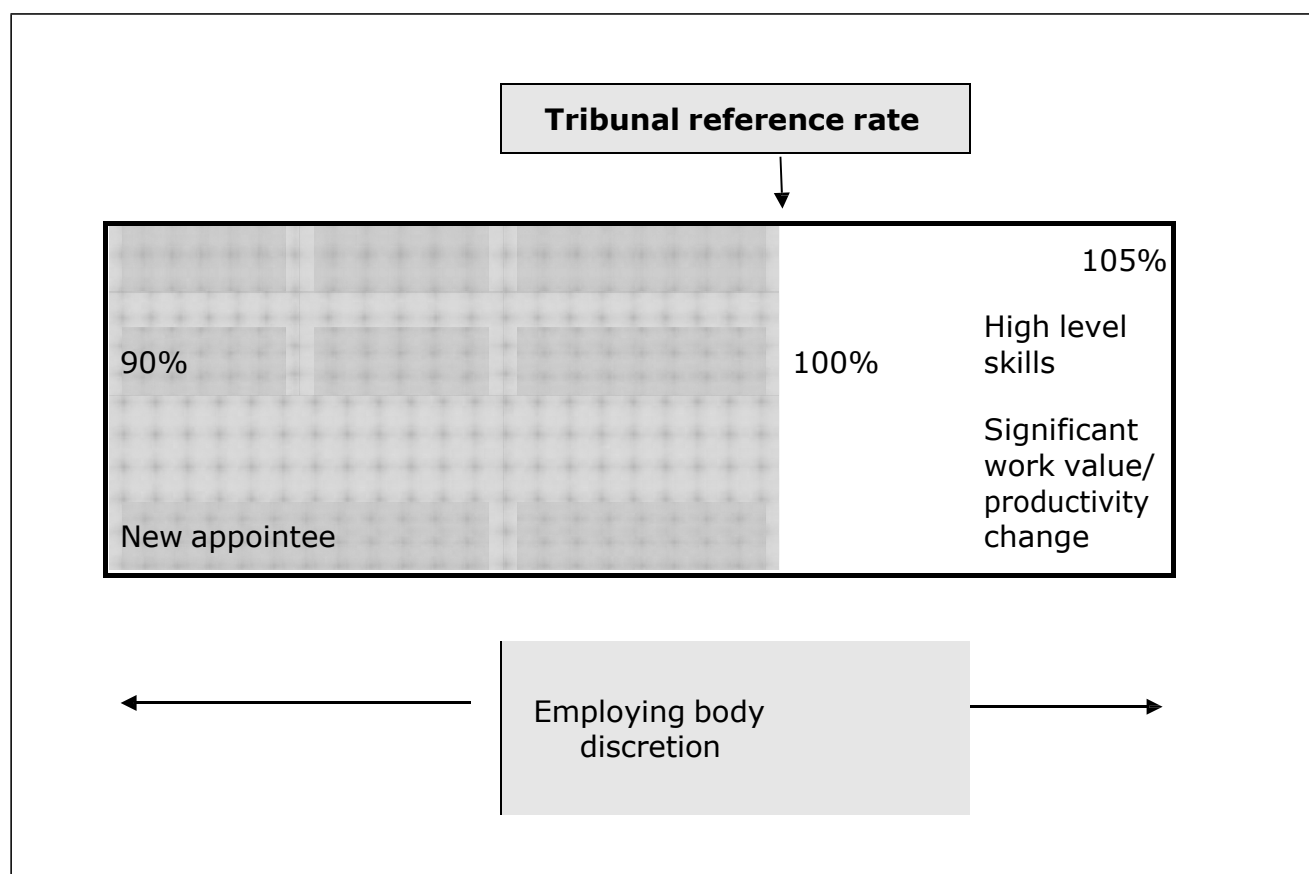 Tribunal reference rate
105%
High level
skills
90%
100%
Significant
work value/
productivity
change
New appointee
Employing body
discretion